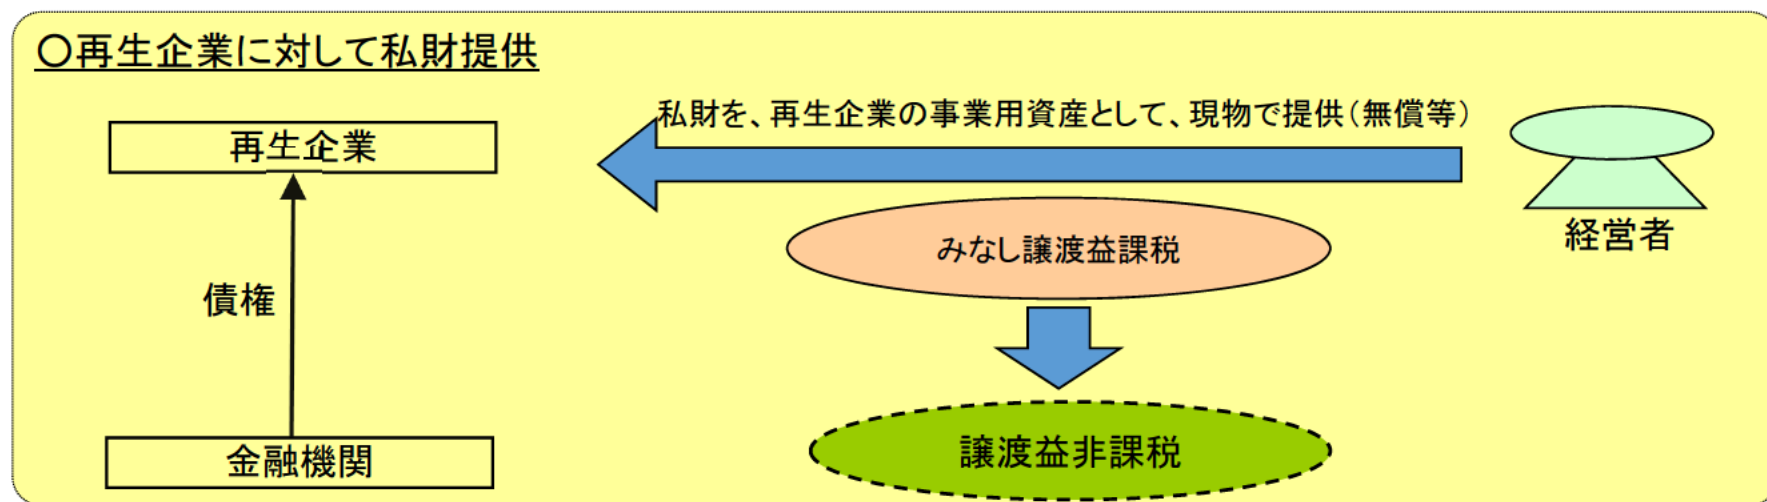 〇再生企業に対して私財提供
私財を、再生企業の事業用資産として、現物で提供(無償等)
再生企業
経営者
みなし譲渡益課税
債権
譲渡益非課税
金融機関